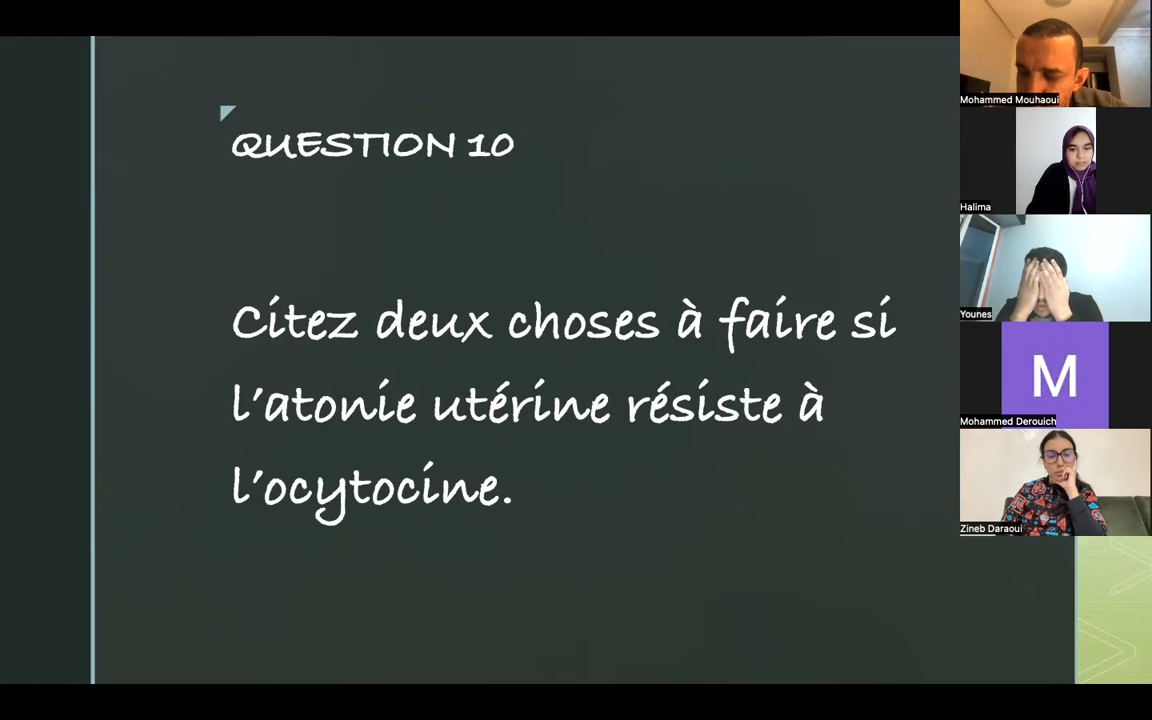 QUESTION 10
Citez deux choses à faire si
l'atonie utérine résiste à
l'ocytocine.
Mohammed Mouhaoui
Halima
Younes
M
Mohammed Derouich
Zineb Daraoui